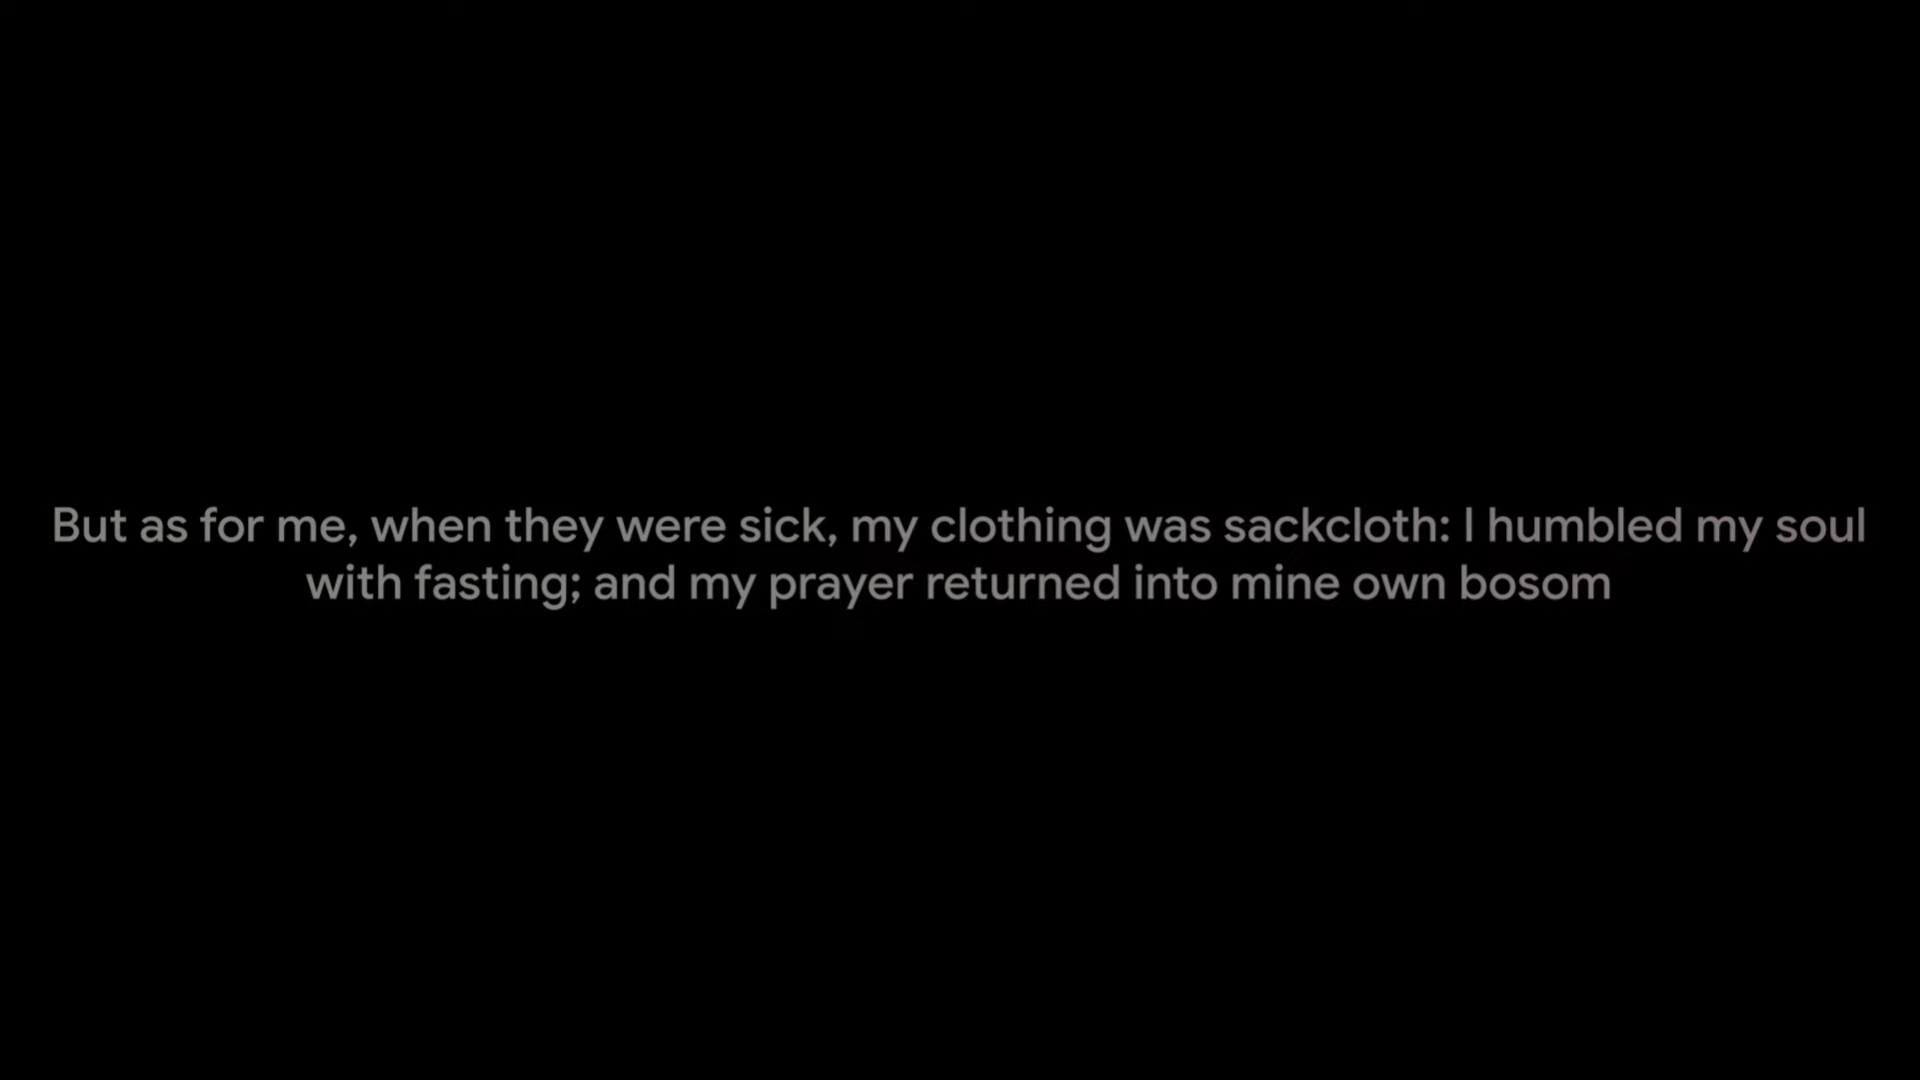 But as for me, when they were sick, my clothing was sackcloth: I humbled my soul
with fasting; and my prayer returned into mine own bosom